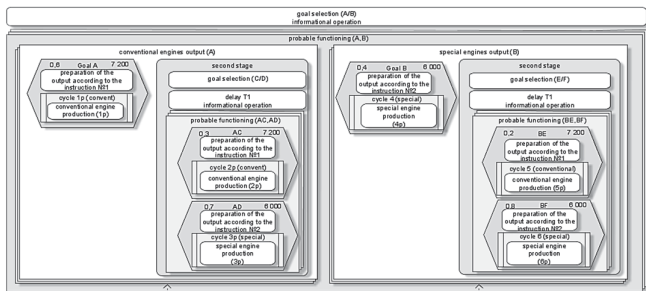 goal selection (A/B)
informational operation
probable functioning (A,B)
conventional engines output (A)
0,6 Goal A 7 200
preparation of the
output according to the
instruction №1
cycle 1p (convent)
conventional engine
production (1p)
second stage
goal selection (C/D)
delay T1
informational operation
probable functioning (AC,AD)
0,3 AC 7 200
preparation of the
output according to the
instruction №1
cycle 2p (convent)
conventional engine
production (2p)
0,7 AD 6 000
preparation of the
output according to the
instruction №2
cycle 3p (special)
special engine
production
(3p)
special engines output (B)
0,4 Goal B 6 000
preparation of the
output according to the
instruction №2
cycle 4 (special)
special engine
production
(4p)
second stage
goal selection (E/F)
delay T1
informational operation
probable functioning (BE,BF)
0,2 BE 7 200
preparation of the
output according to the
instruction №1
cycle 5 (conventional)
conventional engine
production (5p)
0,8 BF 6 000
preparation of the
output according to the
instruction №2
cycle 6 (special)
special engine
production
(6p)